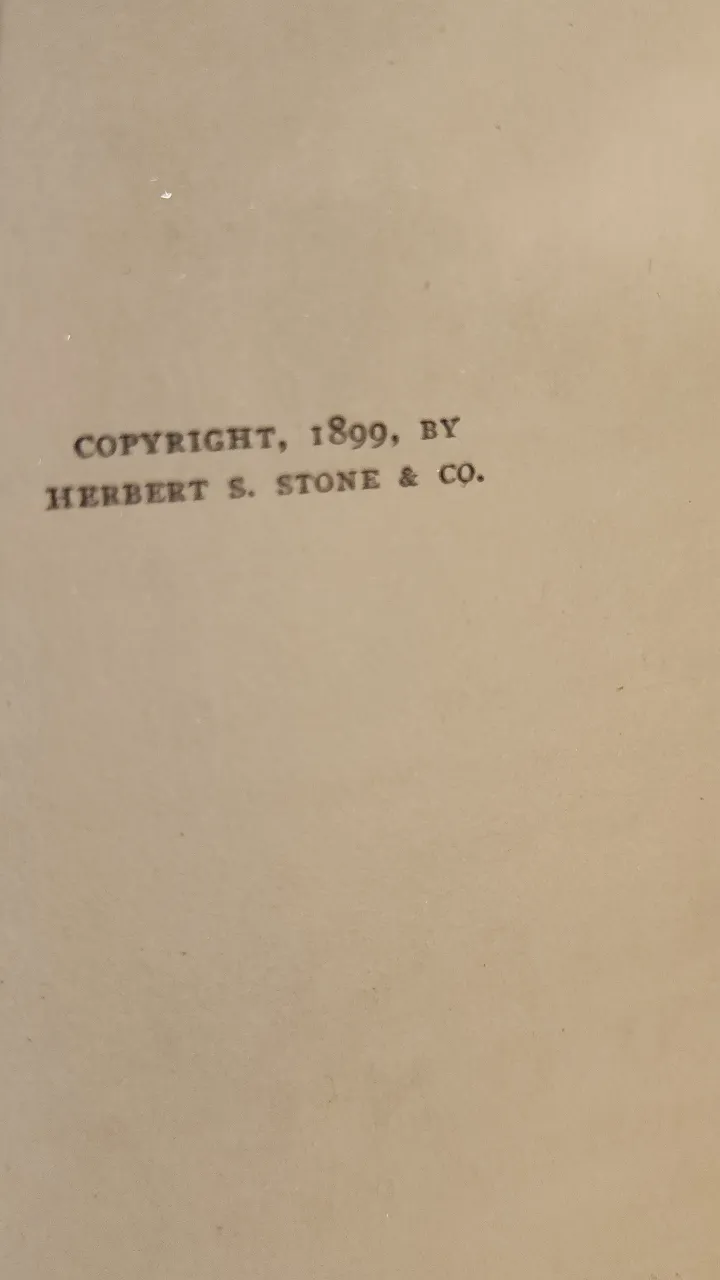 COPYRIGHT, 1899, BY
HERBERT S. STONE & CO.